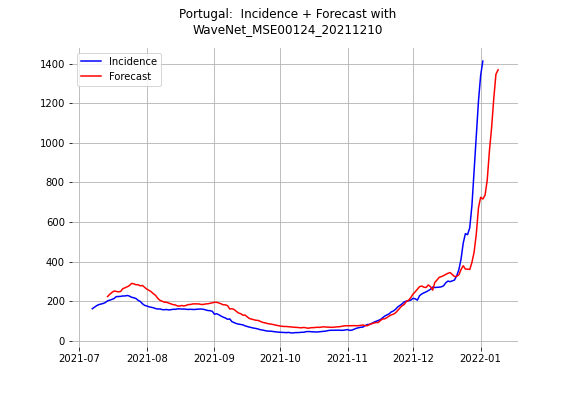 Portugal:  Incidence + Forecast with
WaveNet_MSE00124_20211210
Incidence
Forecast
1400
1200
1000
800
600
400
200
0
2021-07 2021-08 2021-09 2021-10 2021-11 2021-12 2022-01